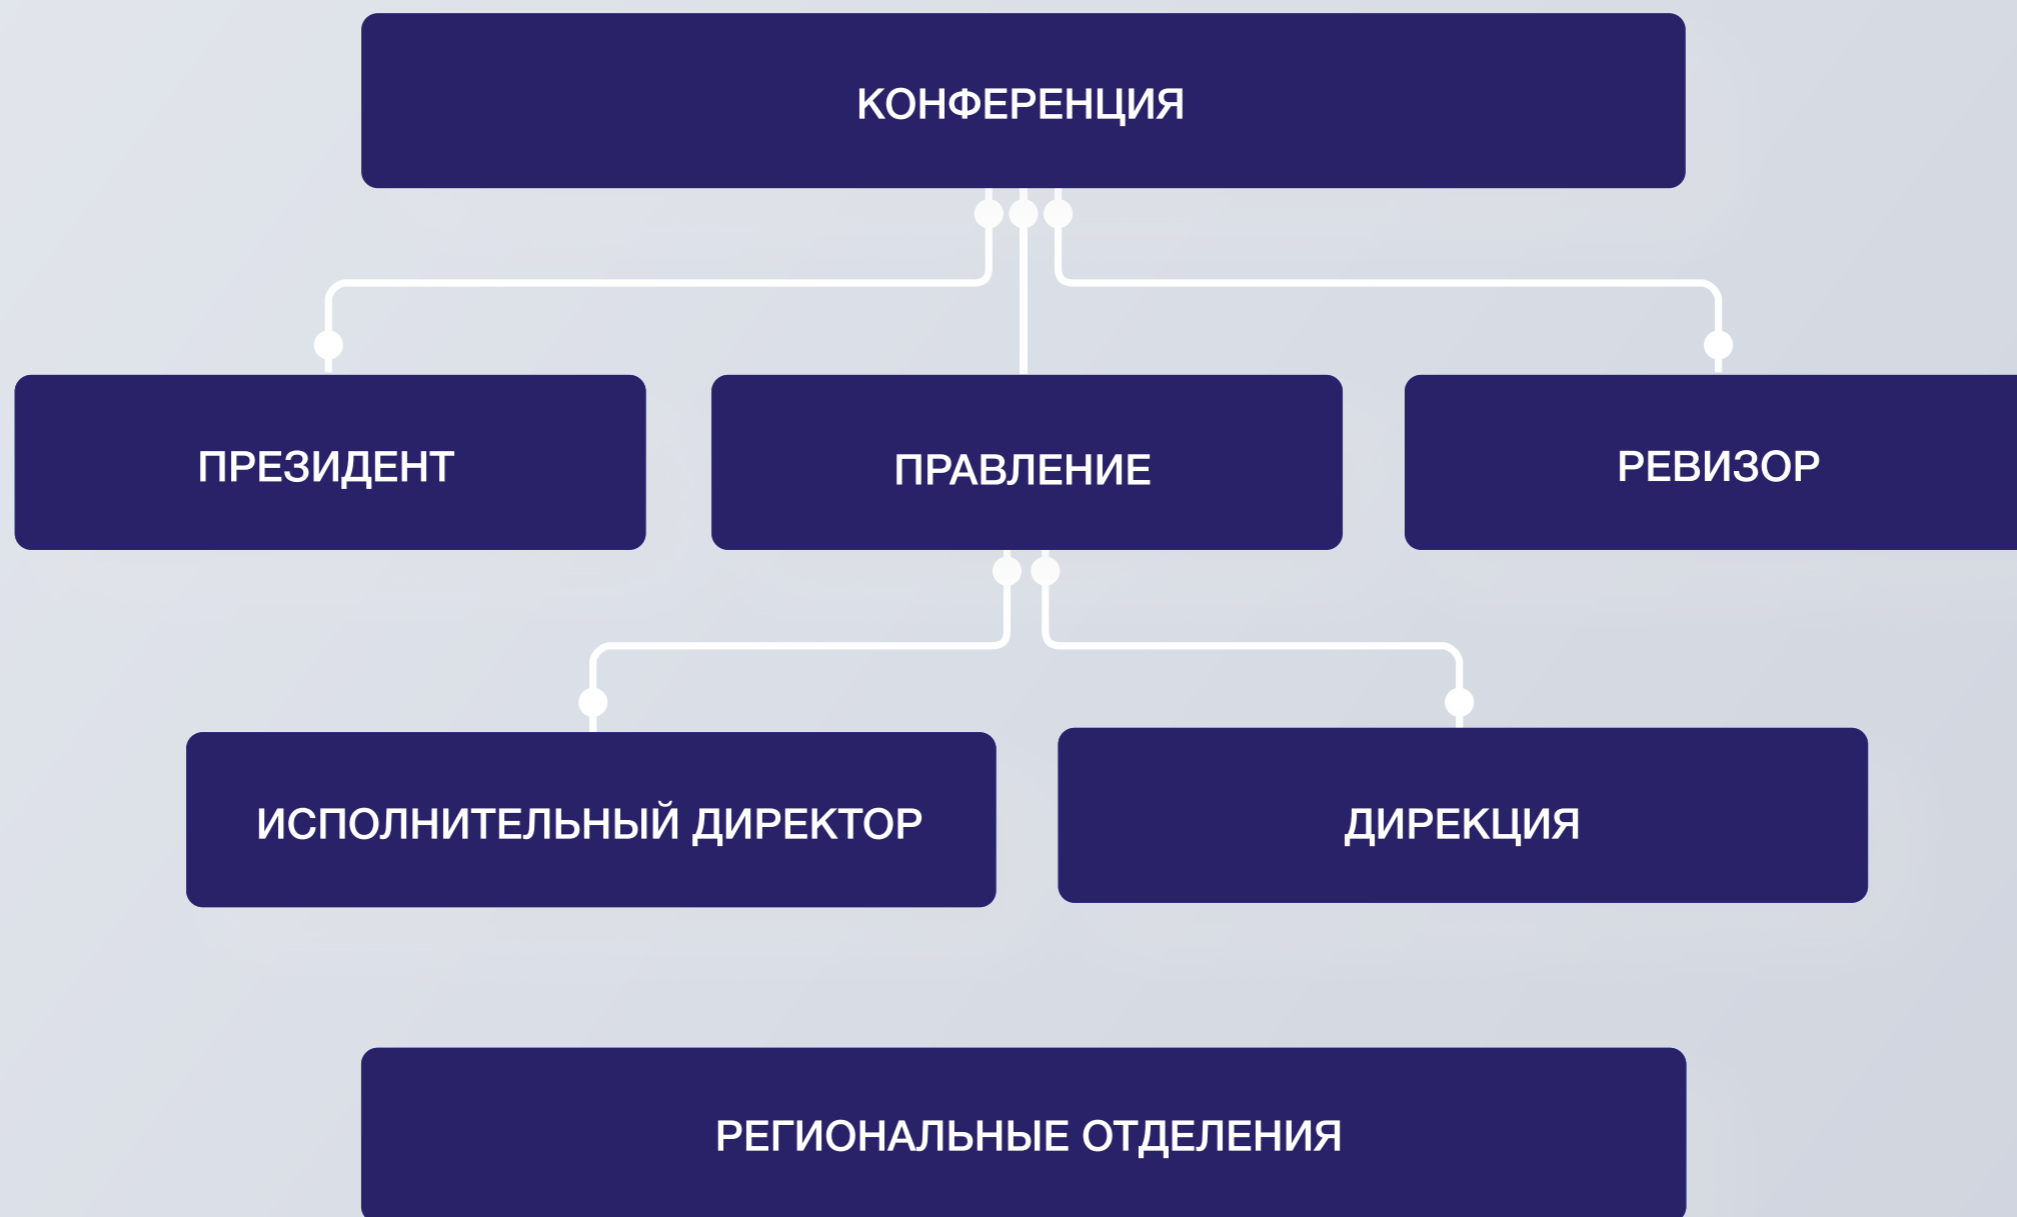 КОНФЕРЕНЦИЯ
ПРЕЗИДЕНТ
ПРАВЛЕНИЕ
РЕВИЗОР
ИСПОЛНИТЕЛЬНЫЙ ДИРЕКТОР
ДИРЕКЦИЯ
РЕГИОНАЛЬНЫЕ ОТДЕЛЕНИЯ